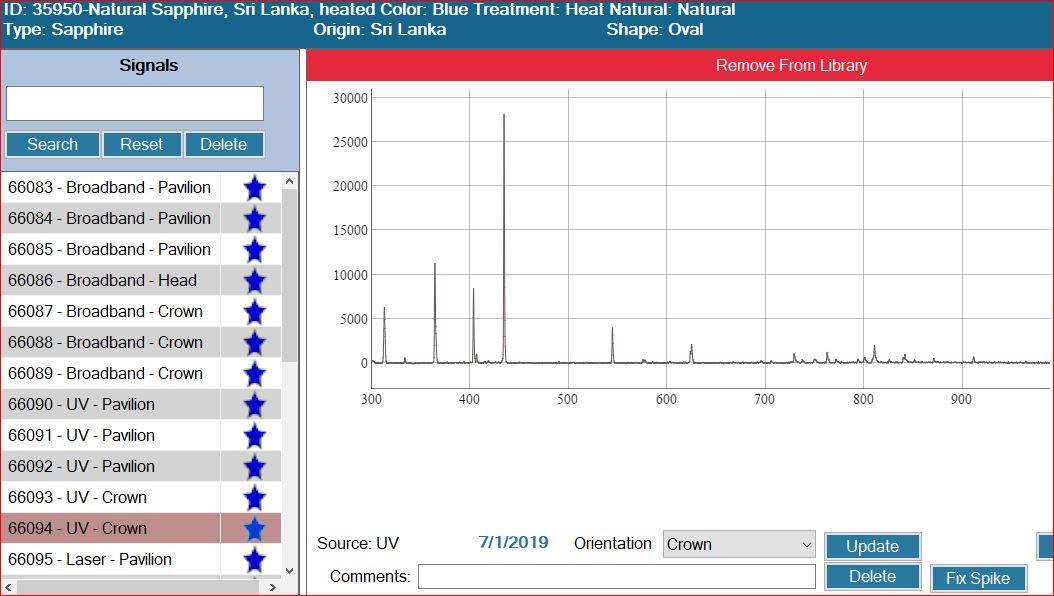 ID: 35950-Natural Sapphire, Sri Lanka, heated Color: Blue Treatment: Heat Natural: Natural
Type: Sapphire Origin: Sri Lanka Shape: Oval
Signals
Remove From Library
Search Reset Delete
66083 - Broadband - Pavilion
66084 - Broadband - Pavilion
66085 - Broadband - Pavilion
66086 - Broadband - Head
66087 - Broadband - Crown
66088 - Broadband - Crown
66089 - Broadband - Crown
66090 - UV - Pavilion
66091 - UV - Pavilion
66092 - UV - Pavilion
66093 - UV - Crown
66094 - UV - Crown
66095 - Laser - Pavilion
30000
25000
20000
15000
10000
5000
0
300 400 500 600 700 800 900
Source: UV 7/1/2019 Orientation Crown Update
Comments: Delete Fix Spike